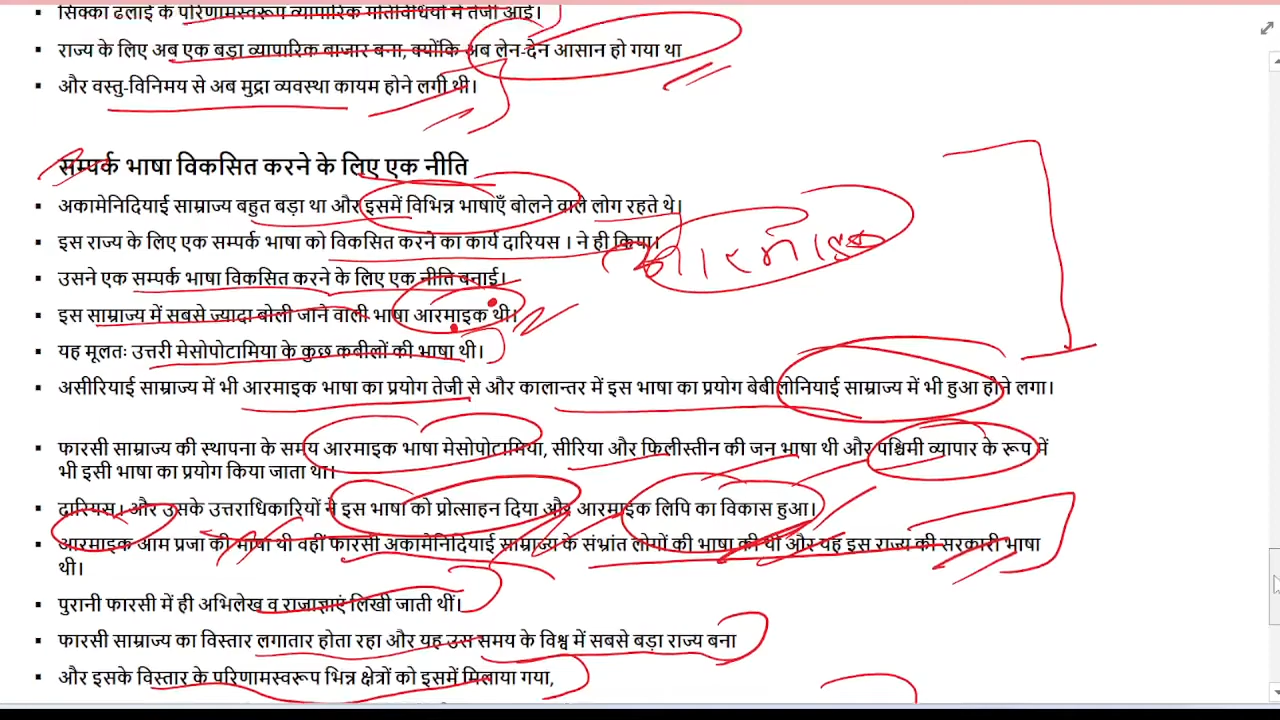 सिक्का ढलाई के परिणामस्वरूप व्यापारिक गतिविधियों में तेजी आई।
राज्य के लिए अब एक बड़ा व्यापारिक बाजार बना, क्योंकि अब लेन-देन आसान हो गया था
और वस्तु-विनिमय से अब मुद्रा व्यवस्था कायम होने लगी थी।
सम्पर्क भाषा विकसित करने के लिए एक नीति
अकामेनिदियाई साम्राज्य बहुत बड़ा था और इसमें विभिन्न भाषाएँ बोलने वाले लोग रहते थे।
इस राज्य के लिए एक सम्पर्क भाषा को विकसित करने का कार्य दारियस । ने ही किया।
आरमाइक
उसने एक सम्पर्क भाषा विकसित करने के लिए एक नीति बनाई।
इस साम्राज्य में सबसे ज्यादा बोली जाने वाली भाषा आरमाइक थी।
यह मूलतः उत्तरी मेसोपोटामिया के कुछ कबीलों की भाषा थी।
असीरियाई साम्राज्य में भी आरमाइक भाषा का प्रयोग तेजी से और कालान्तर में इस भाषा का प्रयोग बेबीलोनियाई साम्राज्य में भी हुआ होने लगा।
फारसी साम्राज्य की स्थापना के समय आरमाइक भाषा मेसोपोटामिया, सीरिया और फिलीस्तीन की जन भाषा थी और पश्चिमी व्यापार के रूप में
भी इसी भाषा का प्रयोग किया जाता था।
दारियस। और उसके उत्तराधिकारियों ने इस भाषा को प्रोत्साहन दिया और आरमाइक लिपि का विकास हुआ।
आरमाइक आम प्रजा की भाषा थी वहीं फारसी अकामेनिदियाई साम्राज्य के संभ्रांत लोगों की भाषा की थी और यह इस राज्य की सरकारी भाषा
थी।
पुरानी फारसी में ही अभिलेख व राजाज्ञाएं लिखी जाती थीं।
फारसी साम्राज्य का विस्तार लगातार होता रहा और यह उस समय के विश्व में सबसे बड़ा राज्य बना
और इसके विस्तार के परिणामस्वरूप भिन्न क्षेत्रों को इसमें मिलाया गया,